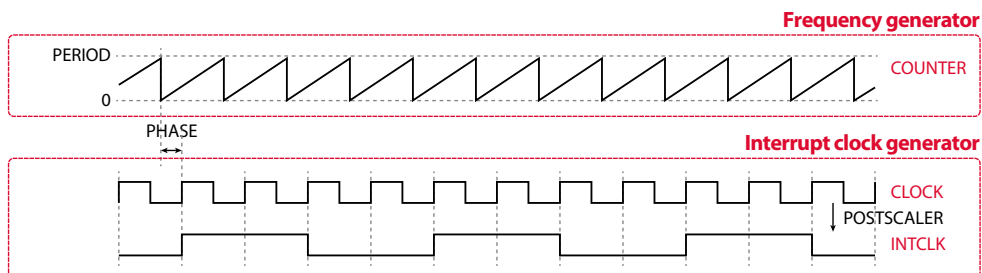 Frequency generator
PERIOD
COUNTER
0
PHASE
Interrupt clock generator
CLOCK
POSTSCALER
INTCLK